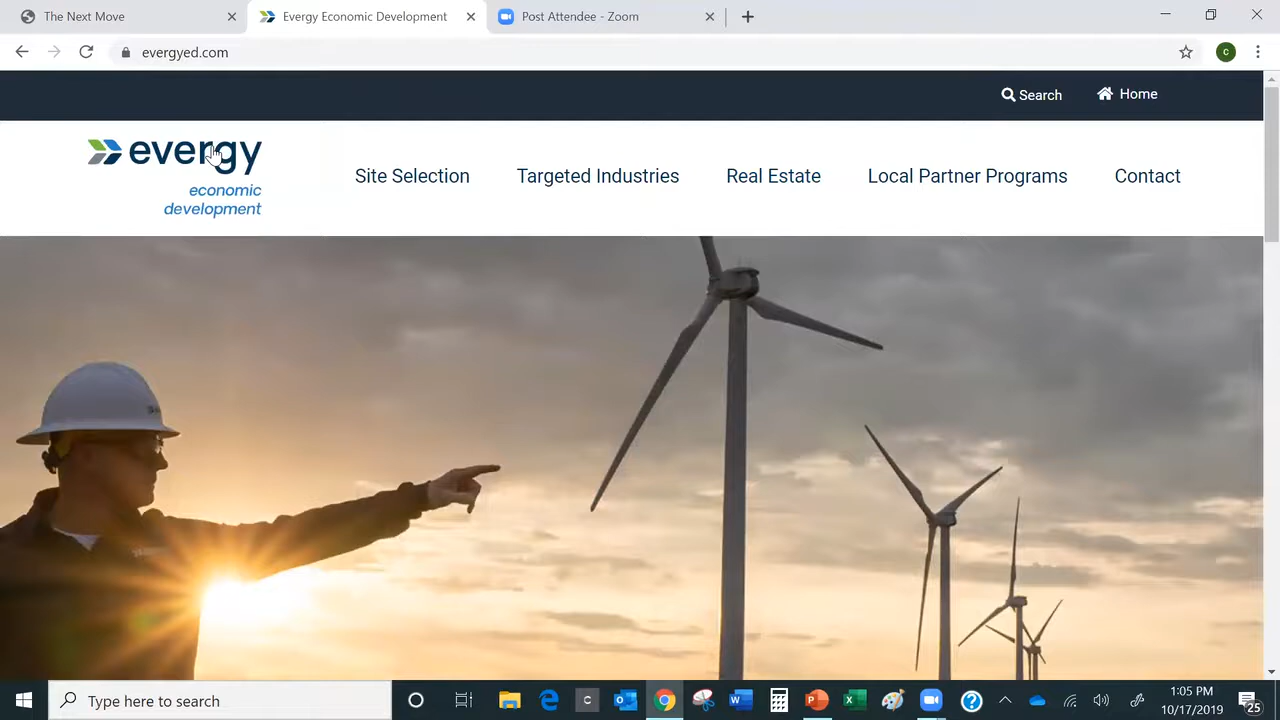 The Next Move
Evergy Economic Development
Post Attendee - Zoom
evergyed.com
C
Search
Home
evergy
economic
development
Site Selection
Targeted Industries
Real Estate
Local Partner Programs
Contact
Type here to search
1:05 PM
10/17/2019
25